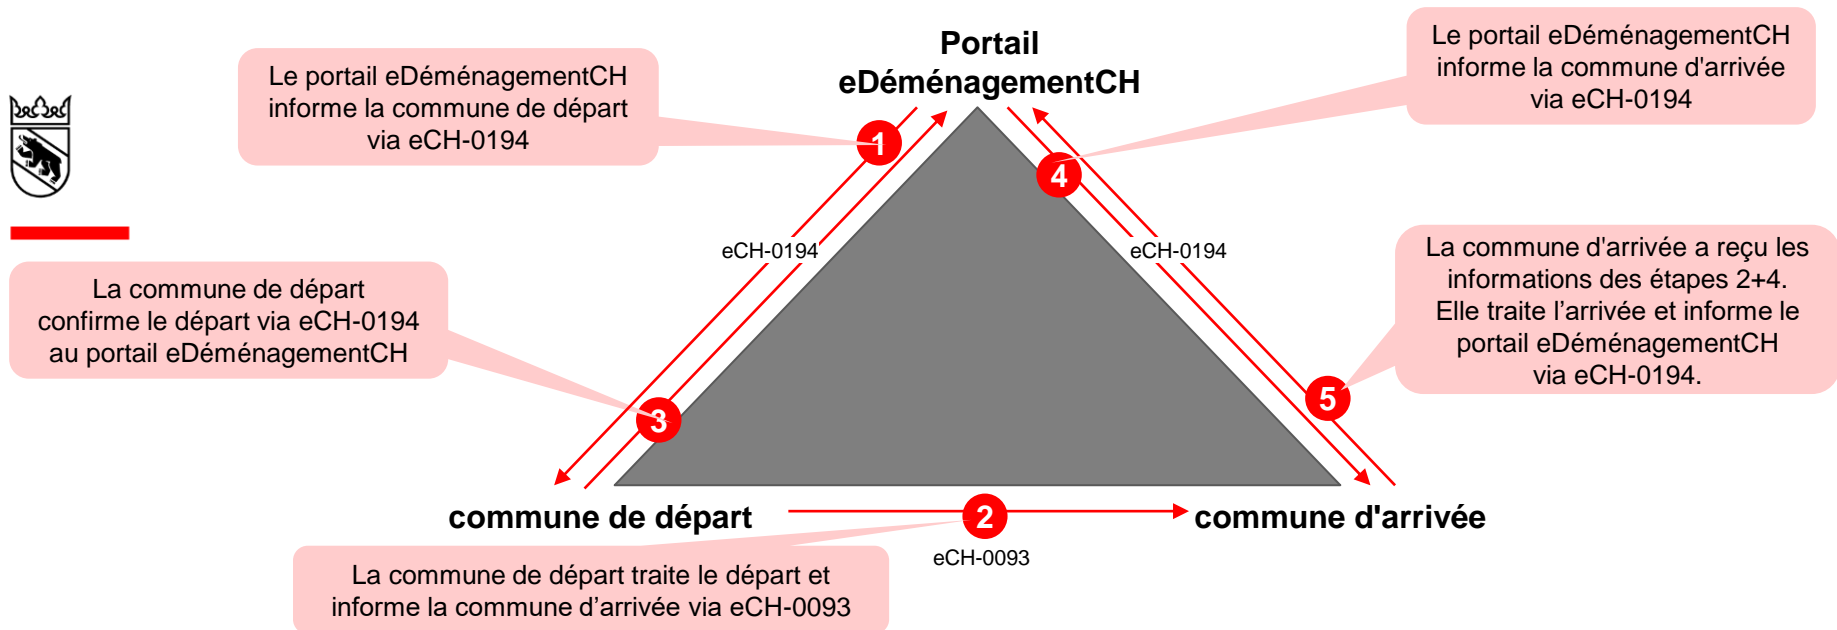 Portail
eDéménagementCH
Le portail eDéménagementCH
informe la commune de départ
via eCH-0194
1
Le portail eDéménagementCH
informe la commune d'arrivée
via eCH-0194
4
eCH-0194
eCH-0194
La commune de départ
confirme le départ via eCH-0194
au portail eDéménagementCH
3
La commune d'arrivée a reçu les
informations des étapes 2+4.
Elle traite l’arrivée et informe le
portail eDéménagementCH
via eCH-0194.
5
commune de départ
2
commune d'arrivée
eCH-0093
La commune de départ traite le départ et
informe la commune d’arrivée via eCH-0093